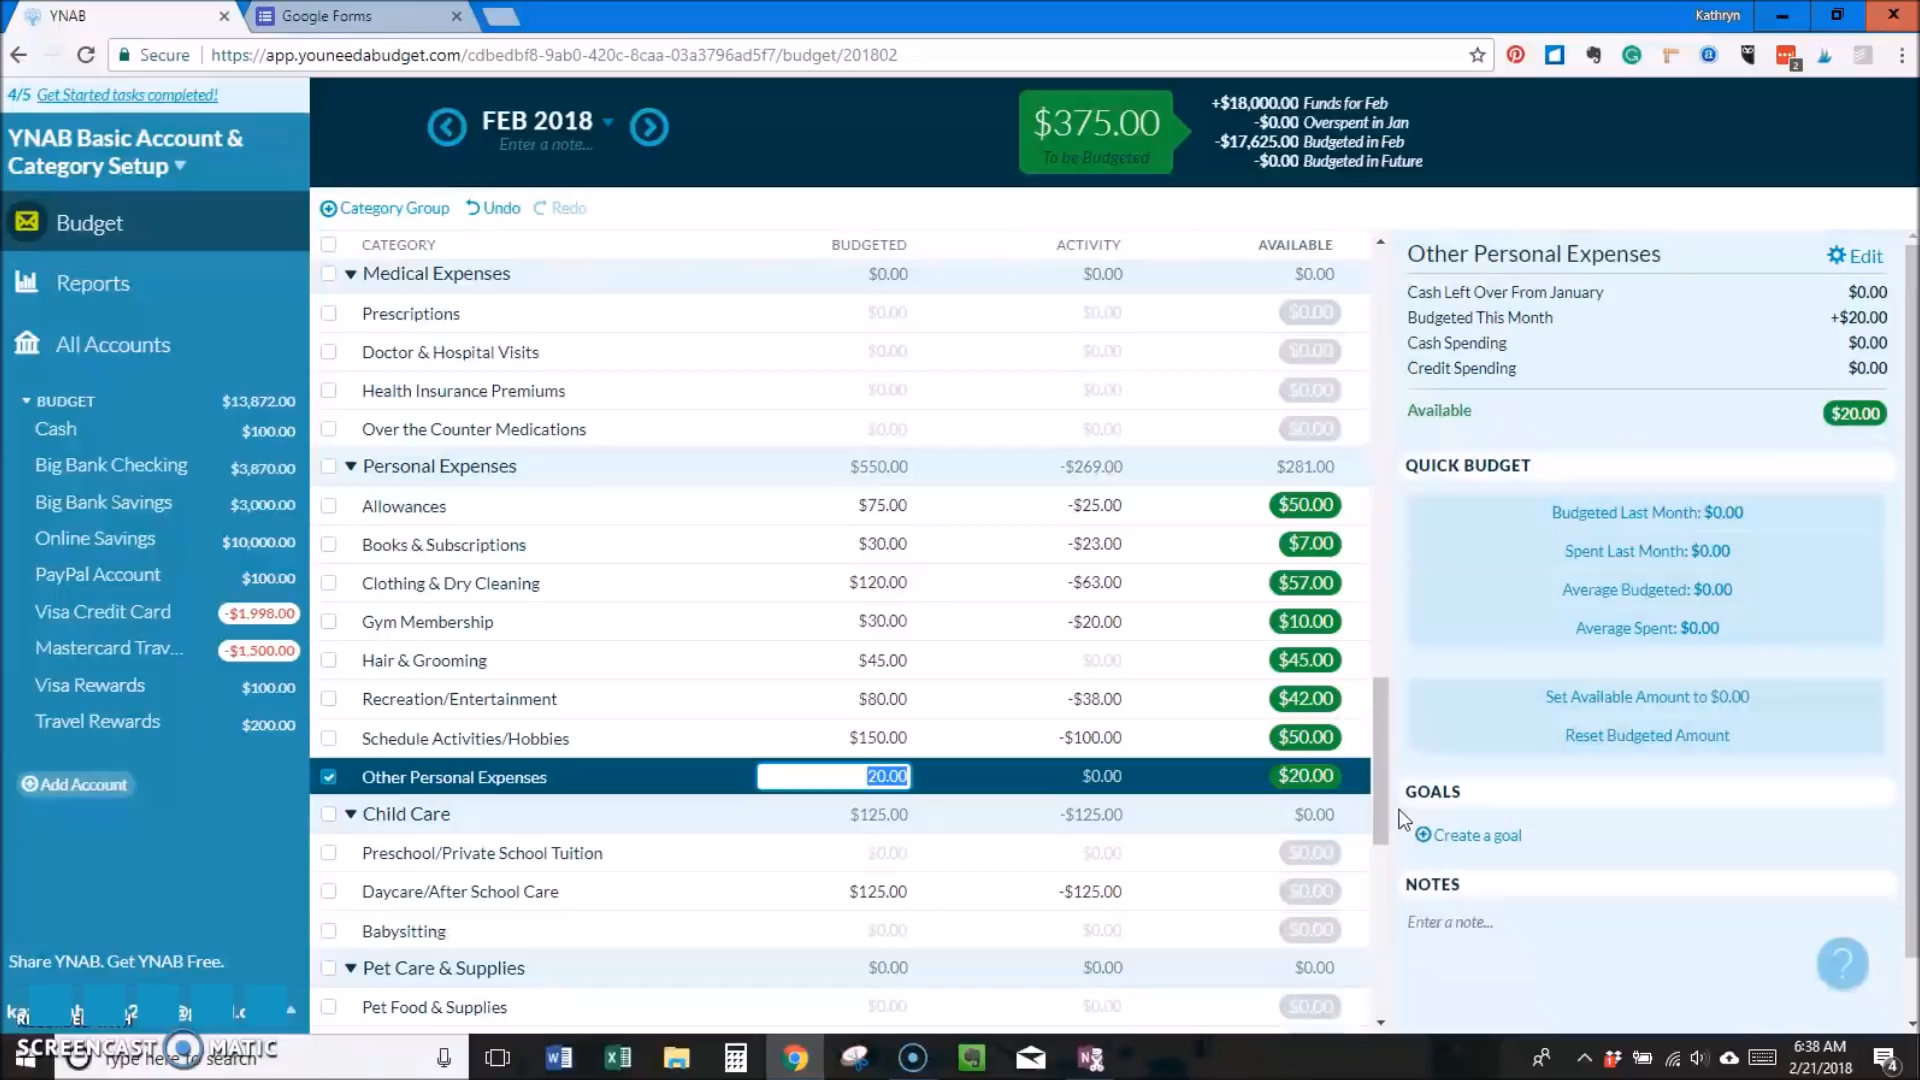 YNAB
Google Forms
Kathryn
Secure
https://app.youneedabudget.com/cdbedbf8-9ab0-420c-8caa-03a3796ad5f7/budget/201802
2
4/5 Get Started tasks completed!
YNAB Basic Account &
Category Setup
FEB 2018
Enter a note...
$375.00
To be Budgeted
+$18,000.00 Funds for Feb
-$0.00 Overspent in Jan
-$17,625.00 Budgeted in Feb
-$0.00 Budgeted in Future
Budget
Reports
All Accounts
BUDGET $13,872.00
Cash $100.00
Big Bank Checking $3,870.00
Big Bank Savings $3,000.00
Online Savings $10,000.00
PayPal Account $100.00
Visa Credit Card -$1,998.00
Mastercard Trav... -$1,500.00
Visa Rewards $100.00
Travel Rewards $200.00
Add Account
Share YNAB. Get YNAB Free.
Category Group Undo Redo
CATEGORY BUDGETED ACTIVITY AVAILABLE
Medical Expenses $0.00 $0.00 $0.00
Prescriptions $0.00 $0.00 $0.00
Doctor & Hospital Visits $0.00 $0.00 $0.00
Health Insurance Premiums $0.00 $0.00 $0.00
Over the Counter Medications $0.00 $0.00 $0.00
Personal Expenses $550.00 -$269.00 $281.00
Allowances $75.00 -$25.00 $50.00
Books & Subscriptions $30.00 -$23.00 $7.00
Clothing & Dry Cleaning $120.00 -$63.00 $57.00
Gym Membership $30.00 -$20.00 $10.00
Hair & Grooming $45.00 $0.00 $45.00
Recreation/Entertainment $80.00 -$38.00 $42.00
Schedule Activities/Hobbies $150.00 -$100.00 $50.00
Other Personal Expenses 20.00 $0.00 $20.00
Child Care $125.00 -$125.00 $0.00
Preschool/Private School Tuition $0.00 $0.00 $0.00
Daycare/After School Care $125.00 -$125.00 $0.00
Babysitting $0.00 $0.00 $0.00
Pet Care & Supplies $0.00 $0.00 $0.00
Pet Food & Supplies $0.00 $0.00 $0.00
Other Personal Expenses Edit
Cash Left Over From January $0.00
Budgeted This Month +$20.00
Cash Spending $0.00
Credit Spending $0.00
Available $20.00
QUICK BUDGET
Budgeted Last Month: $0.00
Spent Last Month: $0.00
Average Budgeted: $0.00
Average Spent: $0.00
Set Available Amount to $0.00
Reset Budgeted Amount
GOALS
Create a goal
NOTES
Enter a note...
?
SCREENCAST MATIC
Type here to search
6:38 AM
2/21/2018
4